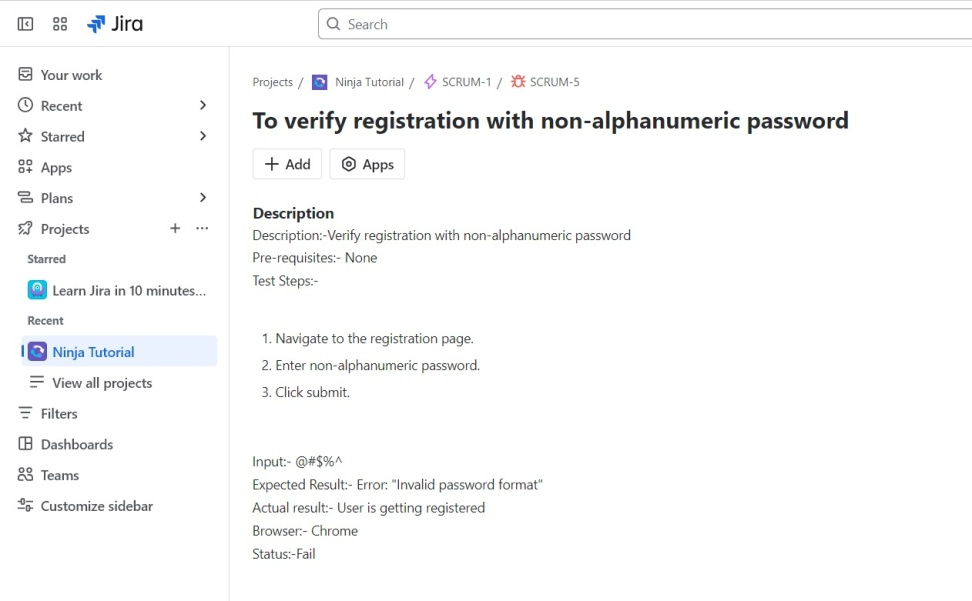 Jira
Search
Your work
Recent
Starred
Apps
Plans
Projects
Starred
Learn Jira in 10 minutes...
Recent
Ninja Tutorial
View all projects
Filters
Dashboards
Teams
Customize sidebar
Projects / Ninja Tutorial / SCRUM-1 / SCRUM-5
To verify registration with non-alphanumeric password
+ Add Apps
Description
Description:-Verify registration with non-alphanumeric password
Pre-requisites:- None
Test Steps:-
1. Navigate to the registration page.
2. Enter non-alphanumeric password.
3. Click submit.
Input:- @#$%^
Expected Result:- Error: "Invalid password format"
Actual result:- User is getting registered
Browser:- Chrome
Status:-Fail